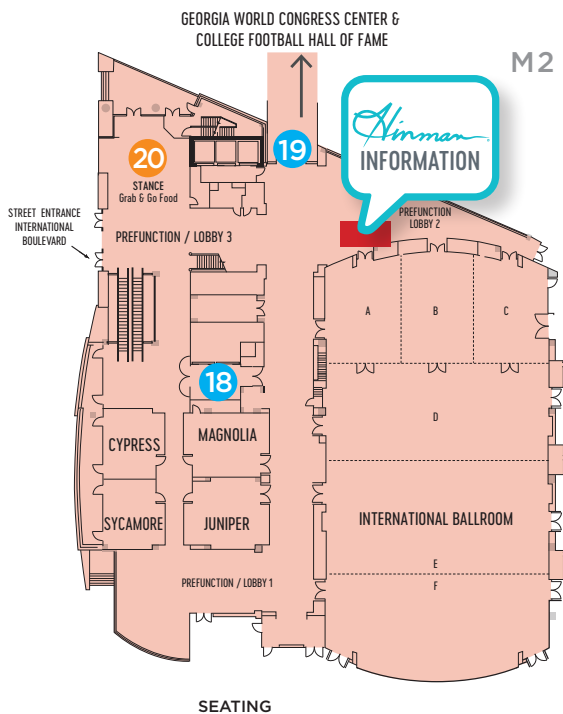 GEORGIA WORLD CONGRESS CENTER &
COLLEGE FOOTBALL HALL OF FAME
M2
Hinman
INFORMATION
19
20
STANCE
Grab & Go Food
STREET ENTRANCE
INTERNATIONAL
BOULEVARD
PREFUNCTION / LOBBY 3
PREFUNCTION
LOBBY 2
A
B
C
18
CYPRESS
MAGNOLIA
D
SYCAMORE
JUNIPER
INTERNATIONAL BALLROOM
E
F
PREFUNCTION / LOBBY 1
SEATING